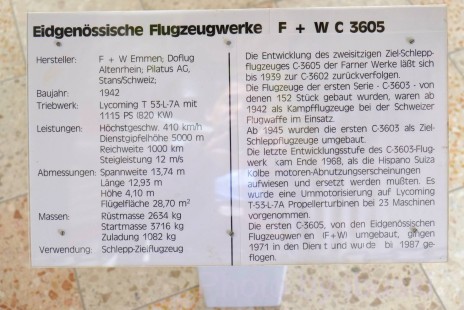 Eidgenössische Flugzeugwerke F + W C 3605
Hersteller: F + W Emmen; Doflug
Altenrhein; Pilatus AG,
Stans/Schweiz;
Baujahr: 1942
Triebwerk: Lycoming T 53-L-7A mit
1115 PS (820 KW)
Leistungen: Höchstgeschw. 410 km/h
Dienstgipfelhöhe 5000 m
Reichweite 1000 km
Steigleistung 12 m/s
Abmessungen: Spannweite 13,74 m
Länge 12,93 m
Höhe 4,10 m
Flügelfläche 28,70 m²
Massen: Rüstmasse 2634 kg
Startmasse 3716 kg
Zuladung 1082 kg
Verwendung: Schlepp-Zielflugzeug
Die Entwicklung des zweisitzigen Ziel-Schlepp-
flugzeuges C-3605 der Farner Werke läßt sich
bis 1939 zur C-3602 zurückverfolgen.
Die Flugzeuge der ersten Serie - C-3603 - von
denen 152 Stück gebaut wurden, waren ab
1942 als Kampfflugzeuge bei der Schweizer
Flugwaffe im Einsatz.
Ab 1945 wurden die ersten C-3603 als Ziel-
Schleppflugzeuge umgebaut.
Die letzte Entwicklungsstufe des C-3603-Flug-
werk kam Ende 1968, als die Hispano Suiza
Kolbenmotoren-Abnutzungserscheinungen
aufwiesen und ersetzt werden mußten. Es
wurde eine Ummotorisierung auf Lycoming
T-53-L-7A Propellerturbinen bei 23 Maschinen
vorgenommen.
Die ersten C-3605, von den Eidgenössischen
Flugzeugwerken (F+W) umgebaut, gingen
1971 in den Dienst und wurde bis 1987 ge-
flogen.